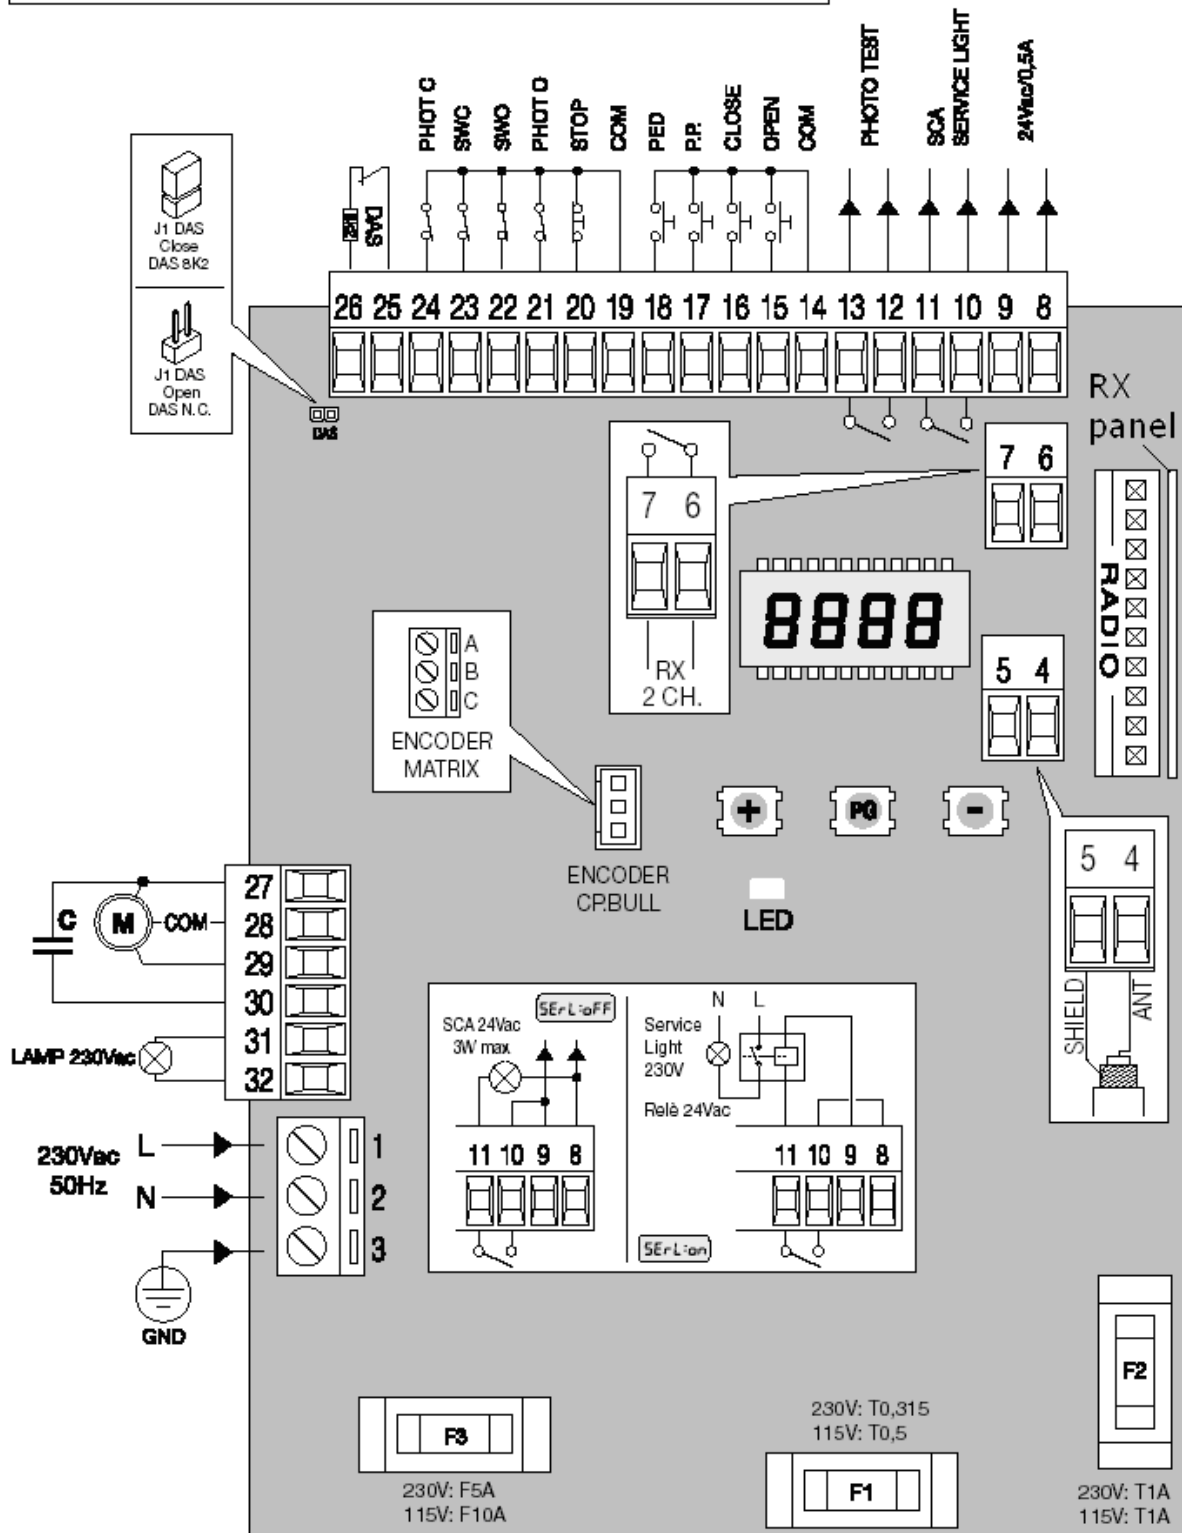 PHOT C
SWC
SWO
PHOT O
STOP
COM
PED
P.P.
CLOSE
OPEN
COM
PHOTO TEST
SCA
SERVICE LIGHT
24Vac/0,5A
8K2
DAS
26 25 24 23 22 21 20 19 18 17 16 15 14 13 12 11 10 9 8
J1 DAS
Close
DAS 8K2
J1 DAS
Open
DAS N.C.
DAS
RX
panel
7 6
7 6
RX
2 CH.
8888
RADIO
5 4
A
B
C
ENCODER
MATRIX
ENCODER
CP.BULL
+
PG
-
LED
5 4
SHIELD
ANT
27
28
29
30
31
32
C
M
COM
LAMP 230Vac
230Vac
50Hz
L
N
GND
1
2
3
SCA 24Vac
3W max
SErL:oFF
11 10 9 8
N L
Service
Light
230V
Relè 24Vac
11 10 9 8
SErL:on
F3
230V: F5A
115V: F10A
230V: T0,315
115V: T0,5
F1
F2
230V: T1A
115V: T1A